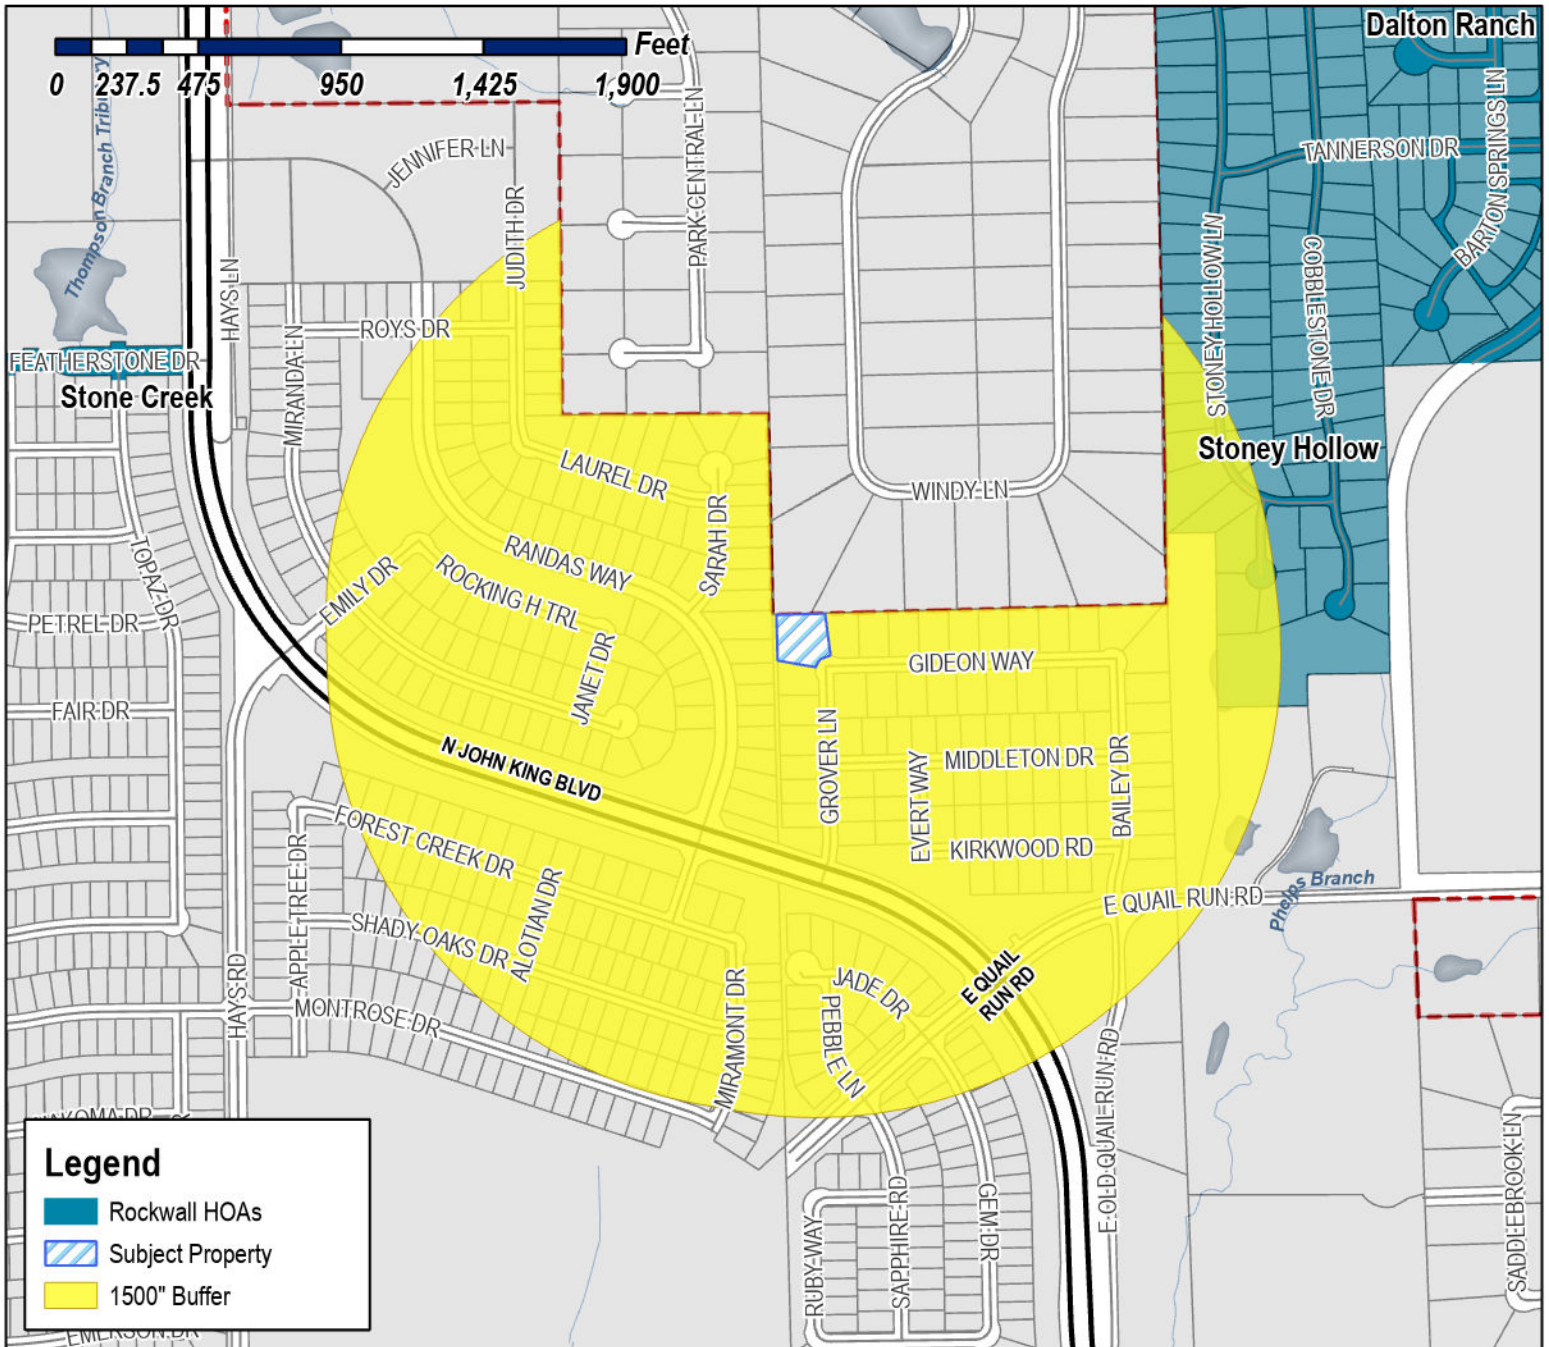 Dalton Ranch
Feet
0 237.5 475 950 1,425 1,900
Thompson Branch Tributary
JENNIFER LN
JUDITH DR
PARK CENTRAL LN
TANNERSON DR
BARTON SPRINGS LN
STONEY HOLLOW LN
COBBLESTONE DR
HAYS LN
ROYS DR
MIRANDA LN
FEATHERSTONE DR
Stone Creek
Stoney Hollow
LAUREL DR
WINDY LN
SARAH DR
RANDAS WAY
TOPAZ DR
EMILY DR
ROCKING H TRL
PETREL DR
JANET DR
GIDEON WAY
FAIR DR
N JOHN KING BLVD
GROVER LN
EVERT WAY
MIDDLETON DR
BAILEY DR
KIRKWOOD RD
FOREST CREEK DR
APPLE TREE DR
ALOTIAN DR
SHADY OAKS DR
E QUAIL RUN RD
Phelps Branch
HAYS RD
MONTROSE DR
MIRAMONT DR
JADE DR
PEBBLE LN
E QUAIL
RUN RD
E OLD QUAIL RUN RD
SADDLEBROOK LN
RUBY WAY
SAPPHIRE RD
GEM DR
Legend
Rockwall HOAs
Subject Property
1500" Buffer
EMERSON DR